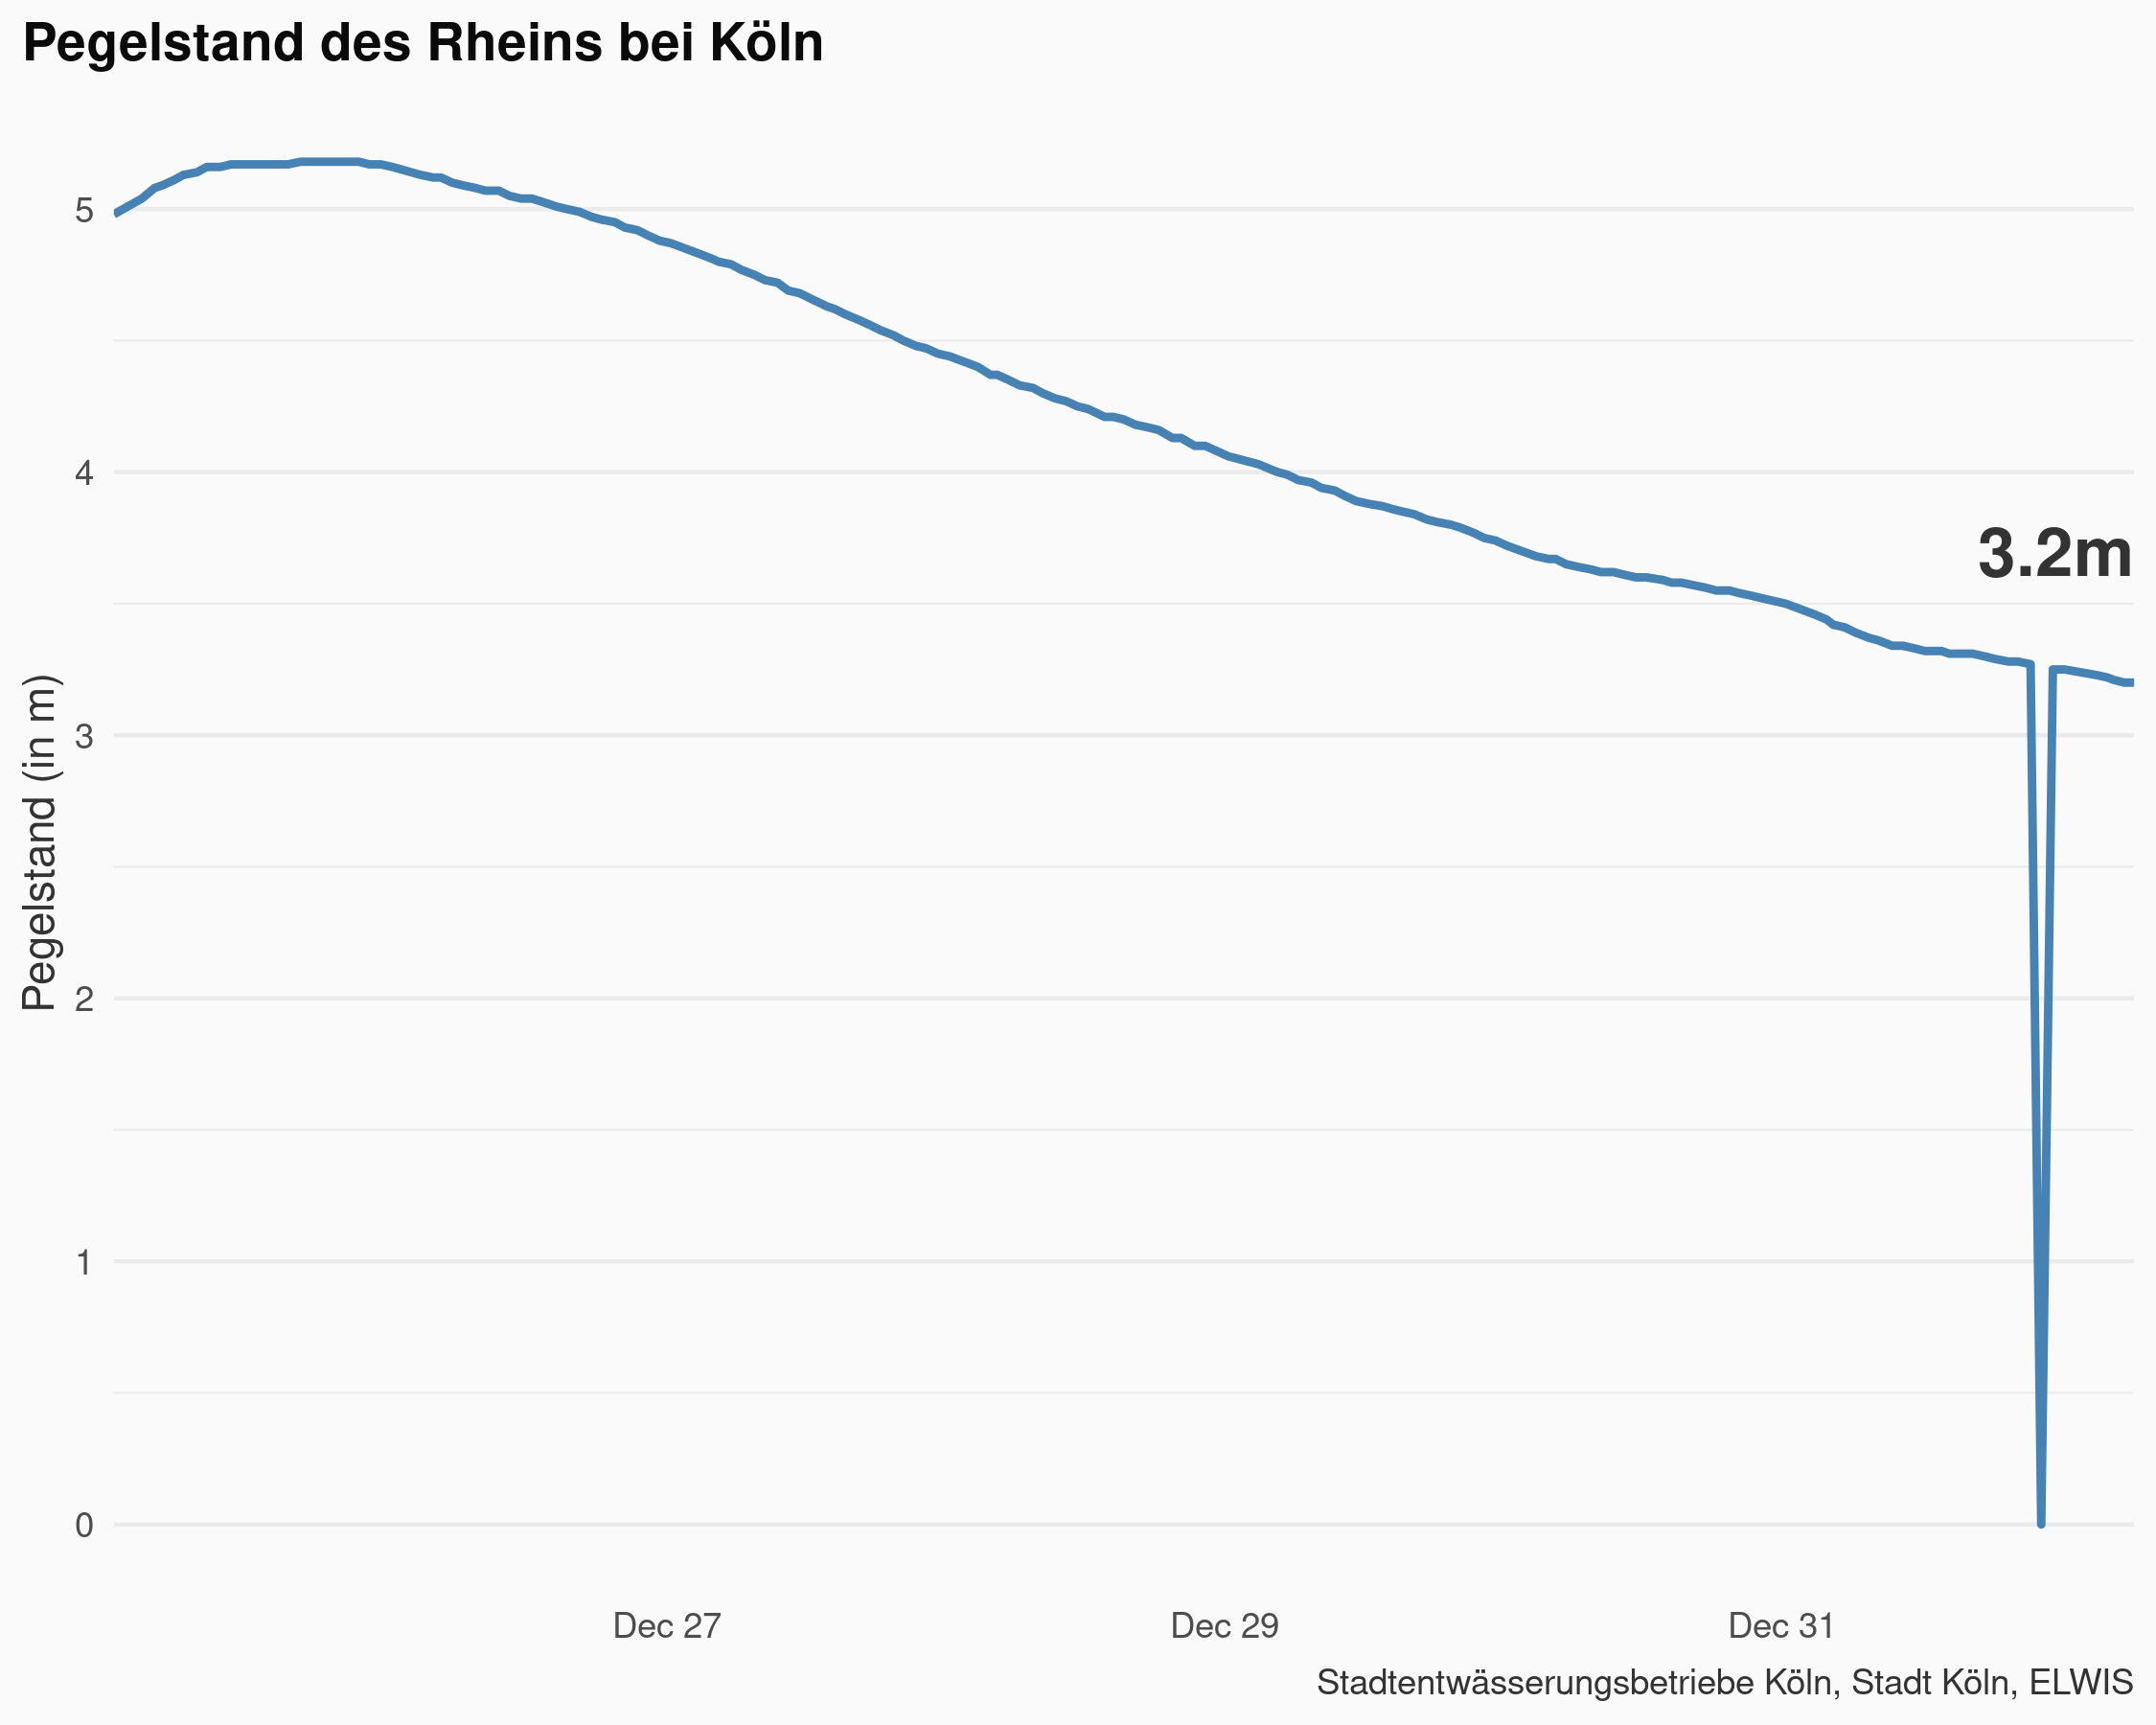 Pegelstand des Rheins bei Köln
Pegelstand (in m)
5
4
3
2
1
0
3.2m
Dec 27
Dec 29
Dec 31
Stadtentwässerungsbetriebe Köln, Stadt Köln, ELWIS